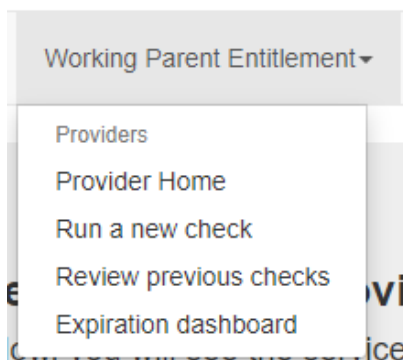 Working Parent Entitlement
Providers
Provider Home
Run a new check
Review previous checks
Expiration dashboard